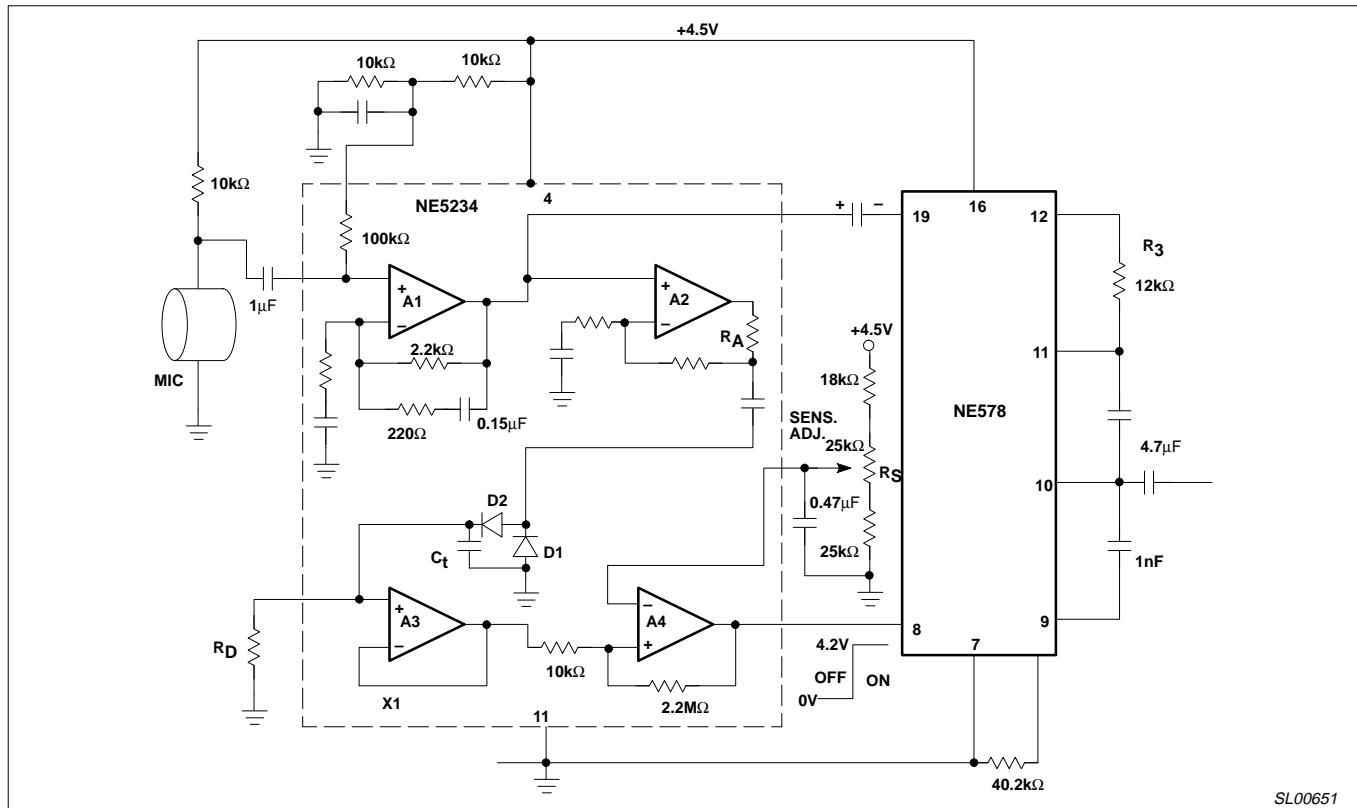 +4.5V
10kΩ
10kΩ
10kΩ
NE5234
4
100kΩ
+
A1
−
1µF
MIC
2.2kΩ
220Ω
0.15µF
+
A2
−
RA
+ −
19
16
12
R3
12kΩ
11
+4.5V
18kΩ
NE578
SENS.
ADJ.
25kΩ
RS
0.47µF
25kΩ
10
4.7µF
1nF
9
D2
D1
Ct
+
A3
−
X1
RD
10kΩ
−
A4
+
2.2MΩ
8
7
4.2V
OFF
ON
0V
11
40.2kΩ
SL00651